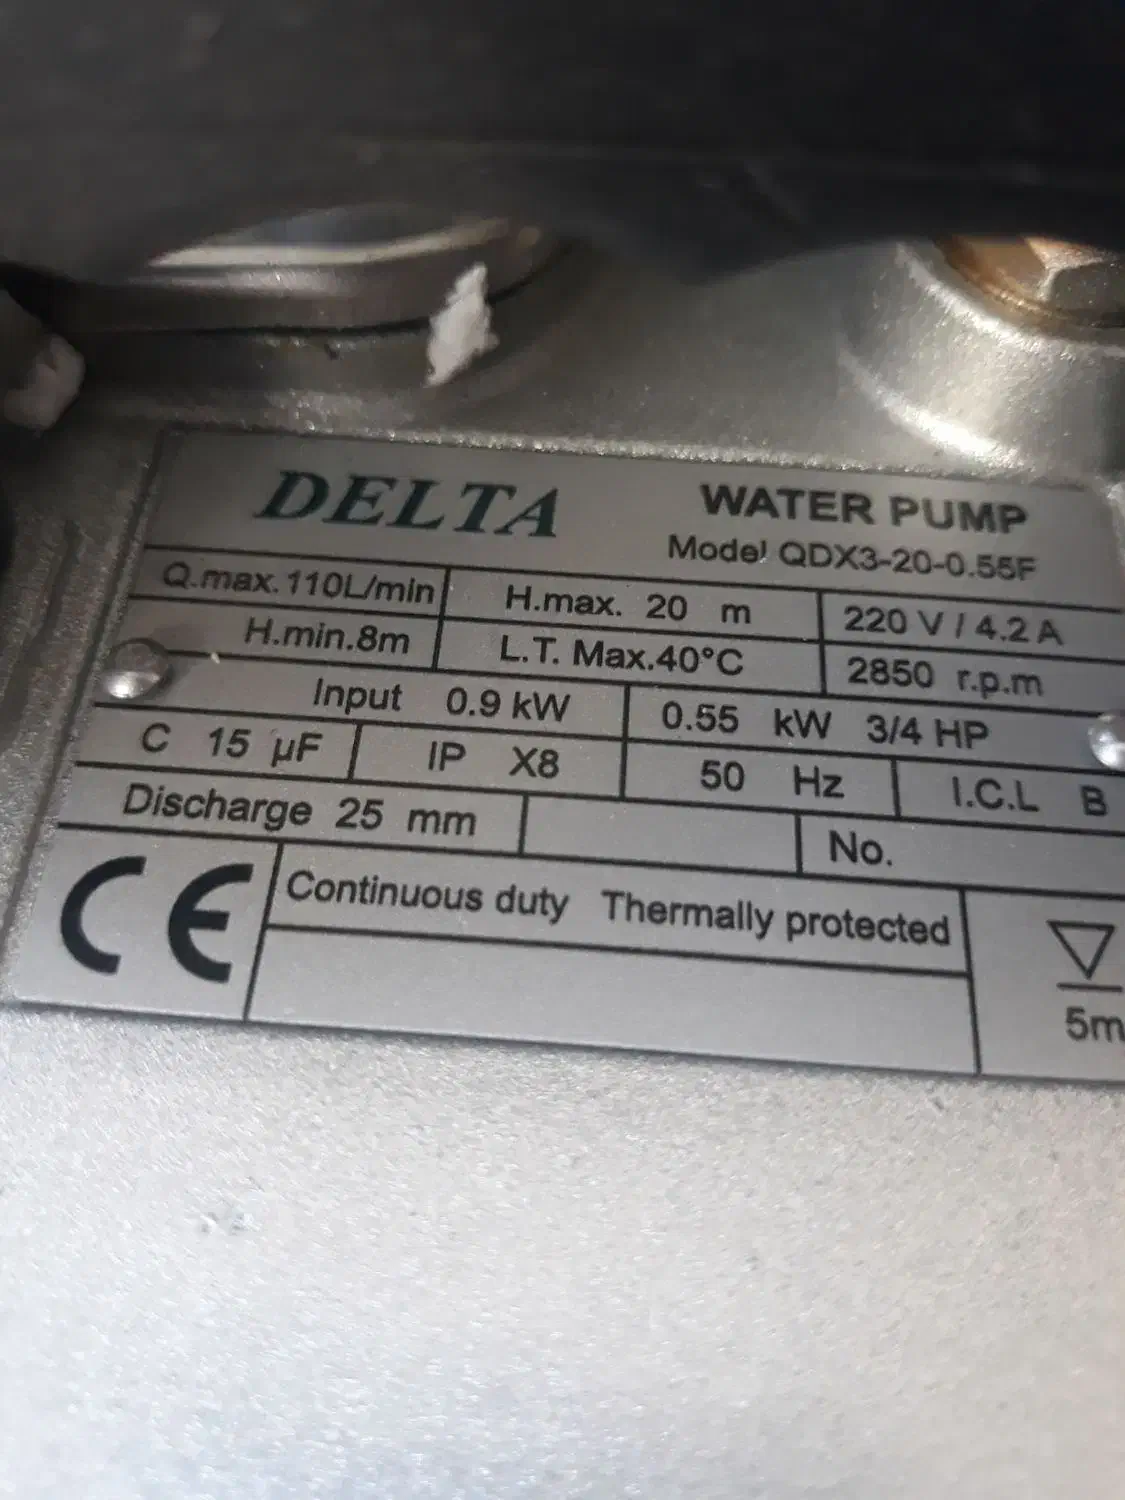 DELTA WATER PUMP
Model QDX3-20-0.55F
Q.max.110L/min H.max. 20 m 220 V / 4.2 A
H.min.8m L.T. Max.40°C 2850 r.p.m
Input 0.9 kW 0.55 kW 3/4 HP
C 15 µF IP X8 50 Hz I.C.L B
Discharge 25 mm No.
CE Continuous duty Thermally protected
5m